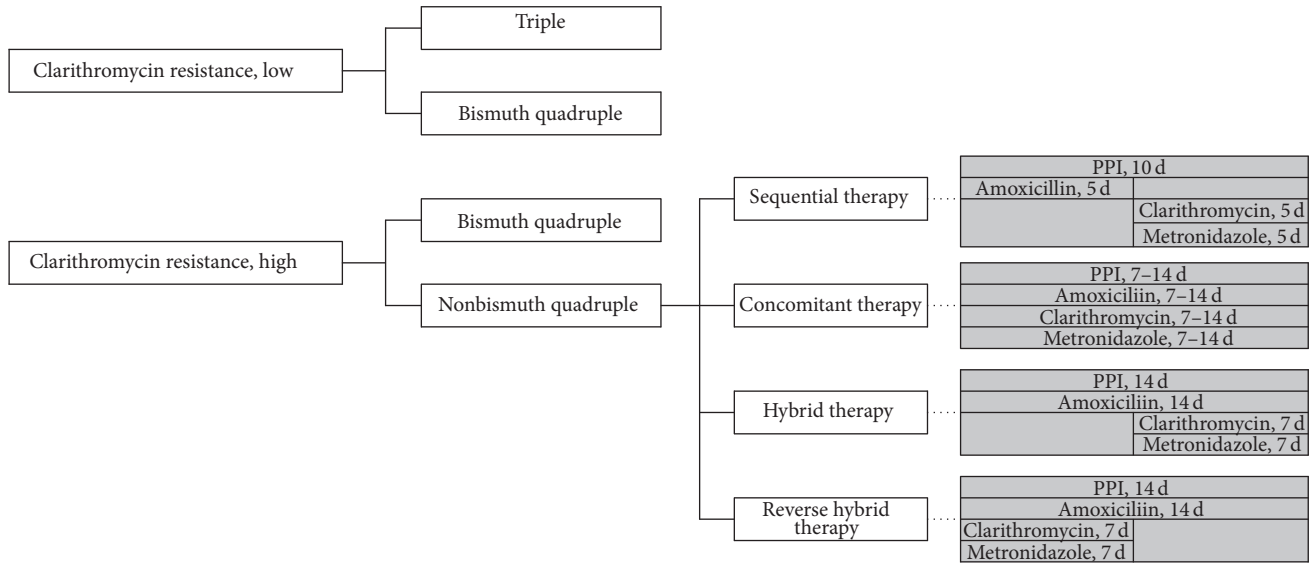 Triple
Clarithromycin resistance, low
Bismuth quadruple
Clarithromycin resistance, high
Bismuth quadruple
Nonbismuth quadruple
Sequential therapy
PPI, 10 d
Amoxicillin, 5 d
Clarithromycin, 5 d
Metronidazole, 5 d
Concomitant therapy
PPI, 7–14 d
Amoxiciliin, 7–14 d
Clarithromycin, 7–14 d
Metronidazole, 7–14 d
Hybrid therapy
PPI, 14 d
Amoxiciliin, 14 d
Clarithromycin, 7 d
Metronidazole, 7 d
Reverse hybrid
therapy
PPI, 14 d
Amoxiciliin, 14 d
Clarithromycin, 7 d
Metronidazole, 7 d